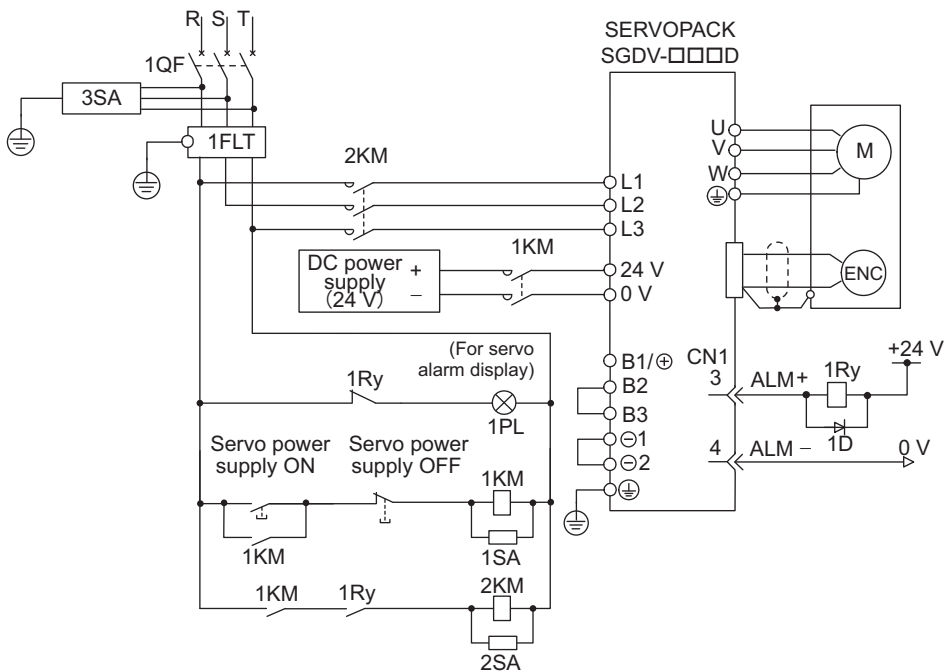 R S T
SERVOPACK
SGDV-□□□D
1QF
3SA
1FLT
2KM
U
V
W
M
L1
L2
L3
1KM
DC power
supply
(24 V)
+
−
24 V
0 V
ENC
(For servo
alarm display)
B1/⊕
B2
B3
⊖1
⊖2
CN1
3 ALM+
1Ry
+24 V
1D
4 ALM −
0 V
1Ry
1PL
Servo power
supply ON
Servo power
supply OFF
1KM
1KM
1SA
1KM
1Ry
2KM
2SA